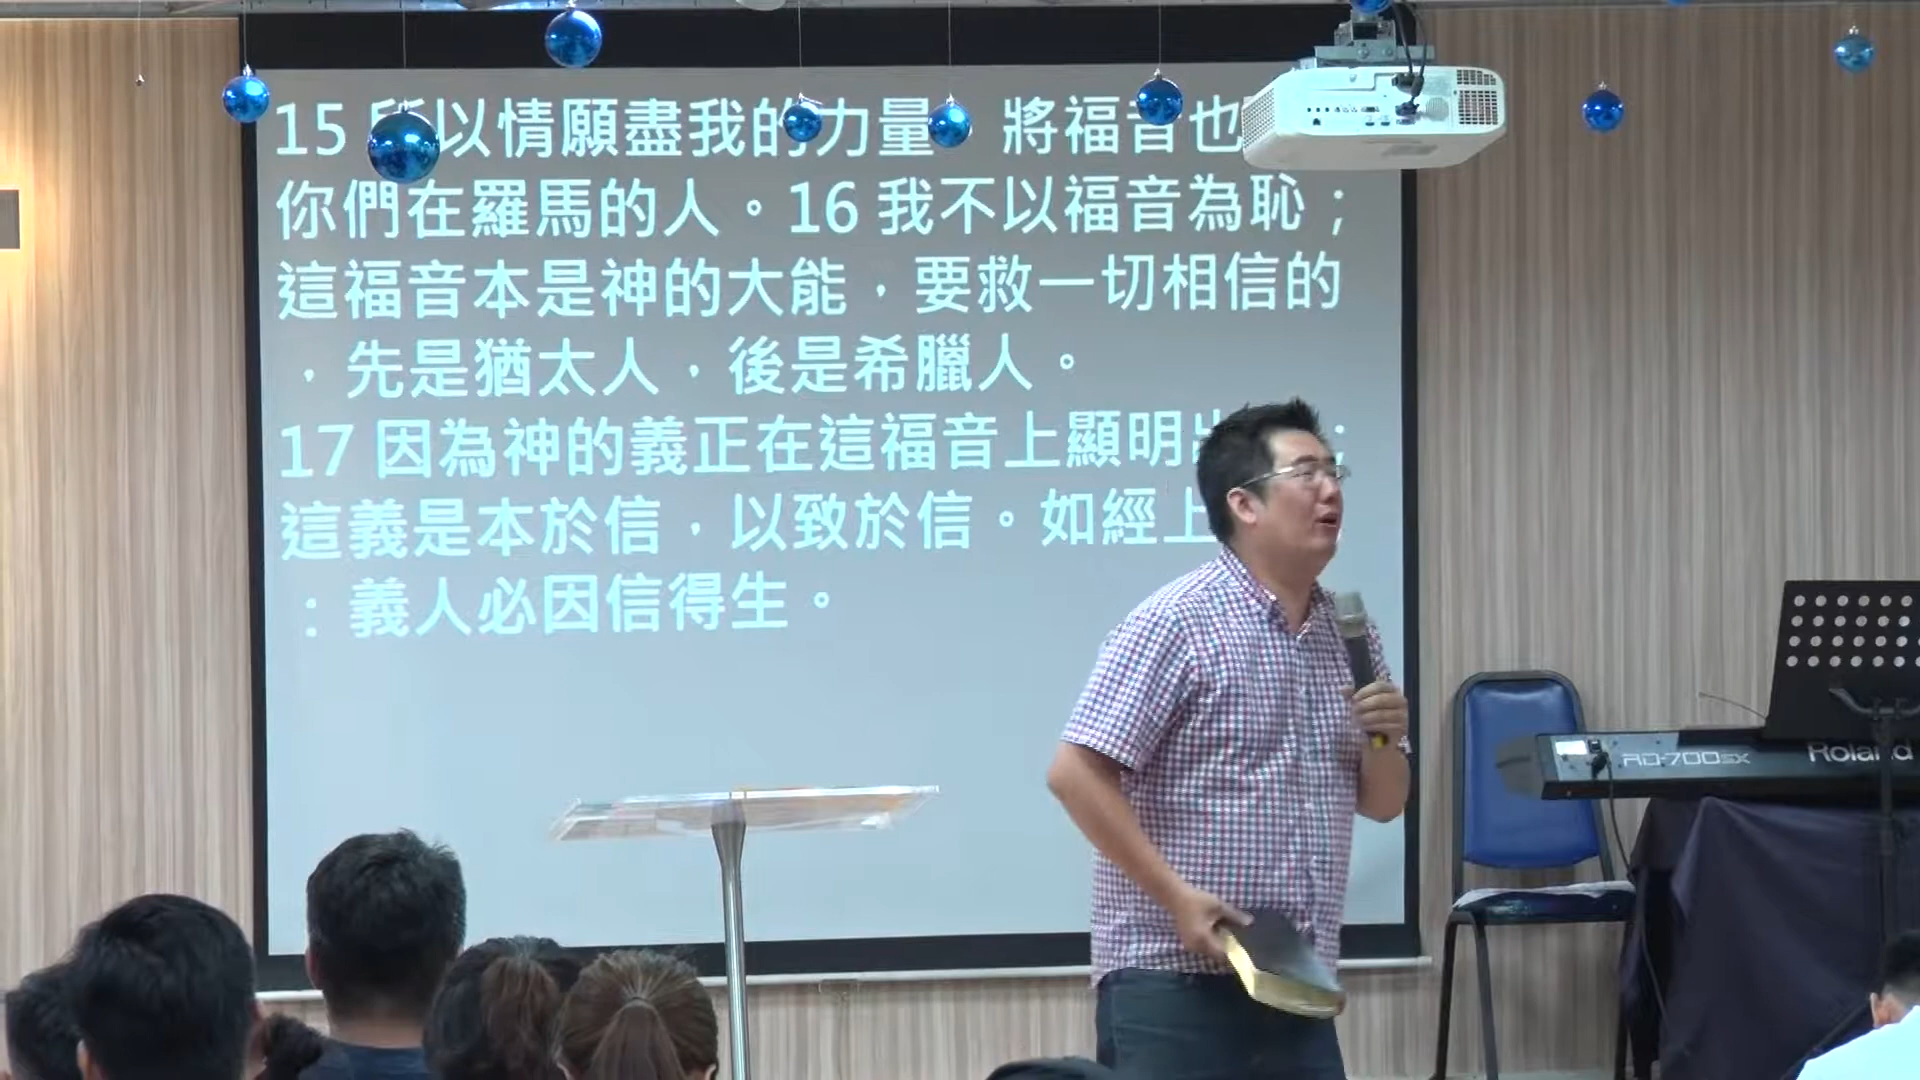 15 以情願盡我的力量 將福音也
你們在羅馬的人。16 我不以福音為恥；
這福音本是神的大能，要救一切相信的
，先是猶太人，後是希臘人。
17 因為神的義正在這福音上顯明出；
這義是本於信，以致於信。如經上
：義人必因信得生。
RD-700SX Roland